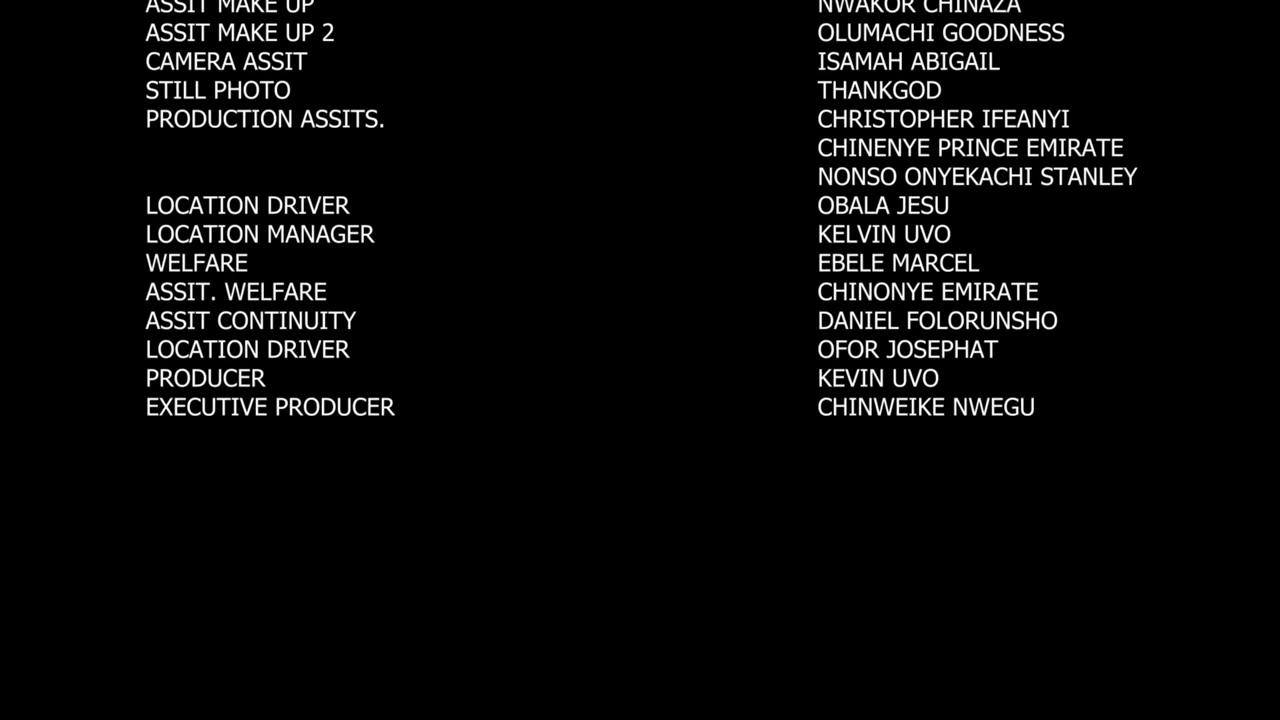 ASSIT MAKE UP NWAKOR CHINAZA
ASSIT MAKE UP 2 OLUMACHI GOODNESS
CAMERA ASSIT ISAMAH ABIGAIL
STILL PHOTO THANKGOD
PRODUCTION ASSITS. CHRISTOPHER IFEANYI
CHINENYE PRINCE EMIRATE
NONSO ONYEKACHI STANLEY
LOCATION DRIVER OBALA JESU
LOCATION MANAGER KELVIN UVO
WELFARE EBELE MARCEL
ASSIT. WELFARE CHINONYE EMIRATE
ASSIT CONTINUITY DANIEL FOLORUNSHO
LOCATION DRIVER OFOR JOSEPHAT
PRODUCER KEVIN UVO
EXECUTIVE PRODUCER CHINWEIKE NWEGU